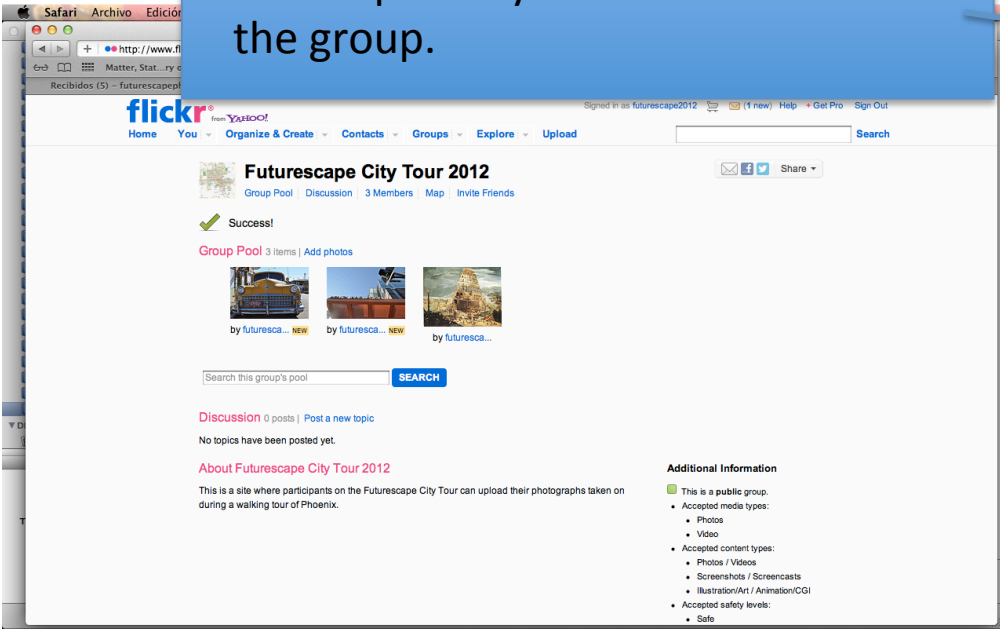 Safari Archivo Edición
the group.
http://www.fl
Matter, Stat...ry
Recibidos (5) – futurescapep
flickr from YAHOO!
Signed in as futurescape2012 (1 new) Help + Get Pro Sign Out
Home You Organize & Create Contacts Groups Explore Upload
Search
Futurescape City Tour 2012
Share
Group Pool Discussion 3 Members Map Invite Friends
Success!
Group Pool 3 items | Add photos
by futuresca... NEW by futuresca... NEW by futuresca...
Search this group's pool SEARCH
Discussion 0 posts | Post a new topic
No topics have been posted yet.
About Futurescape City Tour 2012
This is a site where participants on the Futurescape City Tour can upload their photographs taken on
during a walking tour of Phoenix.
Additional Information
This is a public group.
• Accepted media types:
• Photos
• Video
• Accepted content types:
• Photos / Videos
• Screenshots / Screencasts
• Illustration/Art / Animation/CGI
• Accepted safety levels:
• Safe